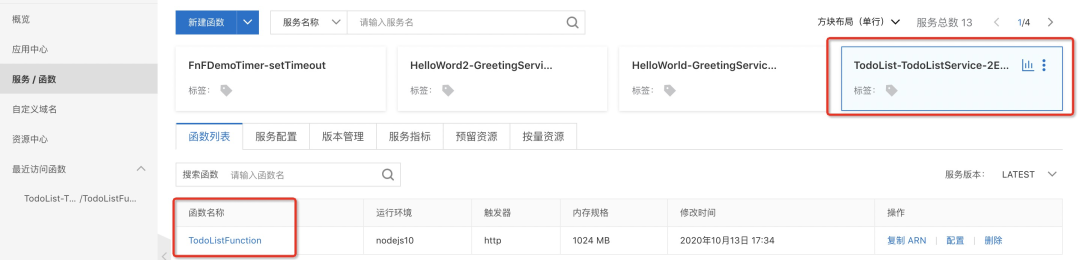 概览
应用中心
服务 / 函数
自定义域名
资源中心
最近访问函数
TodoList-T... /TodoListFu...
新建函数 服务名称 请输入服务名 方块布局（单行） 服务总数 13 1/4
FnFDemoTimer-setTimeout HelloWord2-GreetingServi... HelloWorld-GreetingServic... TodoList-TodoListService-2E...
标签： 标签： 标签： 标签：
函数列表 服务配置 版本管理 服务指标 预留资源 按量资源
搜索函数 请输入函数名 服务版本： LATEST
函数名称 运行环境 触发器 内存规格 修改时间 操作
TodoListFunction nodejs10 http 1024 MB 2020年10月13日 17:34 复制 ARN 配置 删除